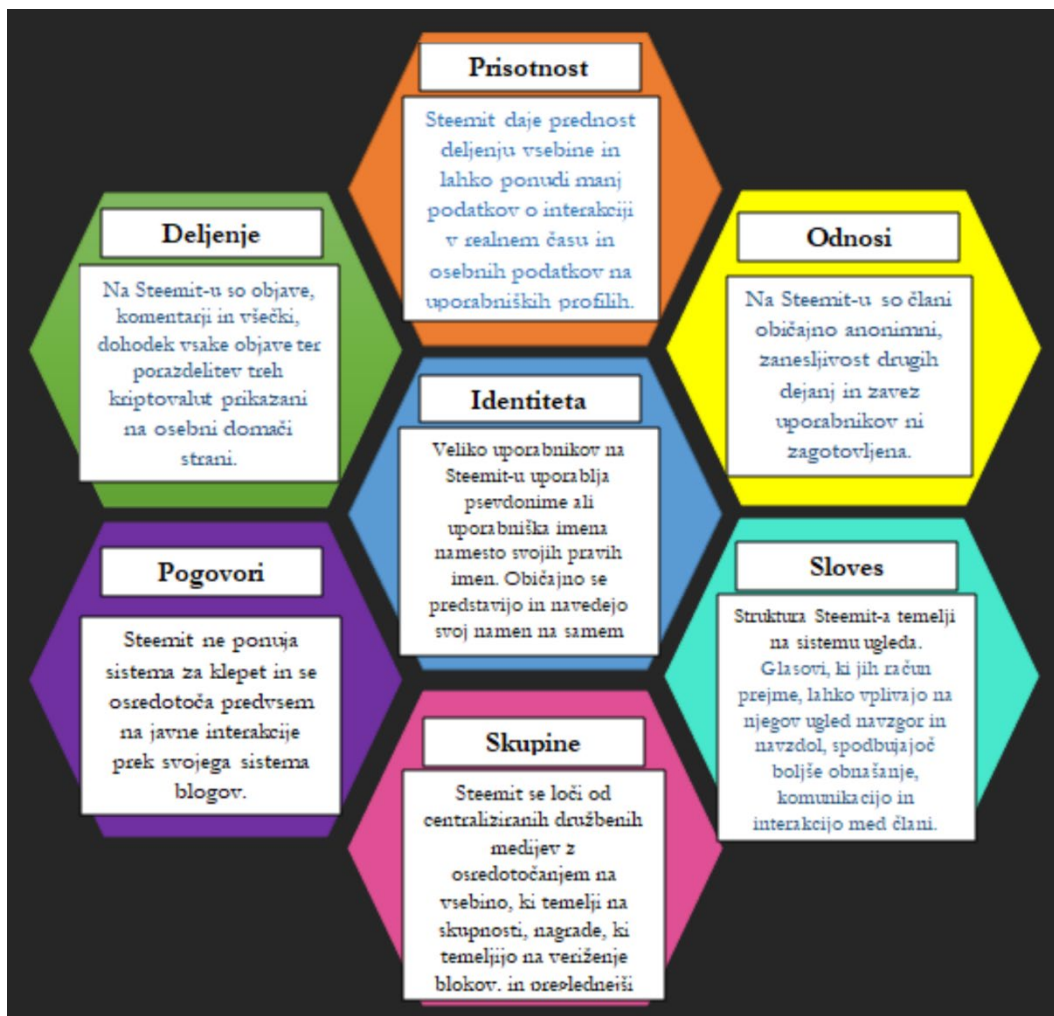 Prisotnost
Steemit daje prednost
deljenju vsebine in
lahko ponudi manj
podatkov o interakciji
v realnem času in
osebnih podatkov na
uporabniških profilih.
Deljenje
Na Steemit-u so objave,
komentarji in všečki,
dohodek vsake objave ter
porazdelitev treh
kriptovalut prikazani
na osebni domači
strani.
Odnosi
Na Steemit-u so člani
običajno anonimni,
zanesljivost drugih
dejanj in zavez
uporabnikov ni
zagotovljena.
Identiteta
Veliko uporabnikov na
Steemit-u uporablja
psevdonime ali
uporabniška imena
namesto svojih pravih
imen. Običajno se
predstavijo in navedejo
svoj namen na samem
Pogovori
Steemit ne ponuja
sistema za klepet in se
osredotoča predvsem
na javne interakcije
prek svojega sistema
blogov.
Sloves
Struktura Steemit-a temelji
na sistemu ugleda.
Glasovi, ki jih račun
prejme, lahko vplivajo na
njegov ugled navzgor in
navzdol, spodbujajoč
boljše obnašanje,
komunikacijo in
interakcijo med člani.
Skupine
Steemit se loči od
centraliziranih družbenih
medijev z
osredotočanjem na
vsebino, ki temelji na
skupnosti, nagrade, ki
temeljijo na veriženje
blokov, in preglednejši